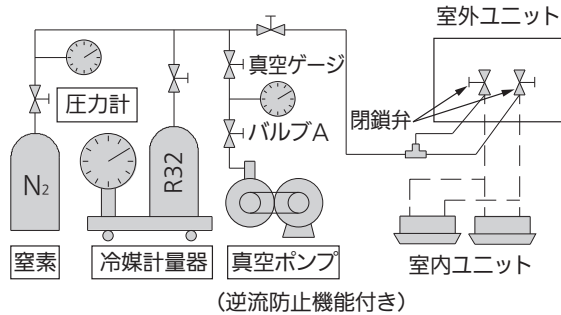 室外ユニット
真空ゲージ
圧力計
閉鎖弁
バルブA
N2
R32
窒素
冷媒計量器
真空ポンプ
室内ユニット
(逆流防止機能付き)